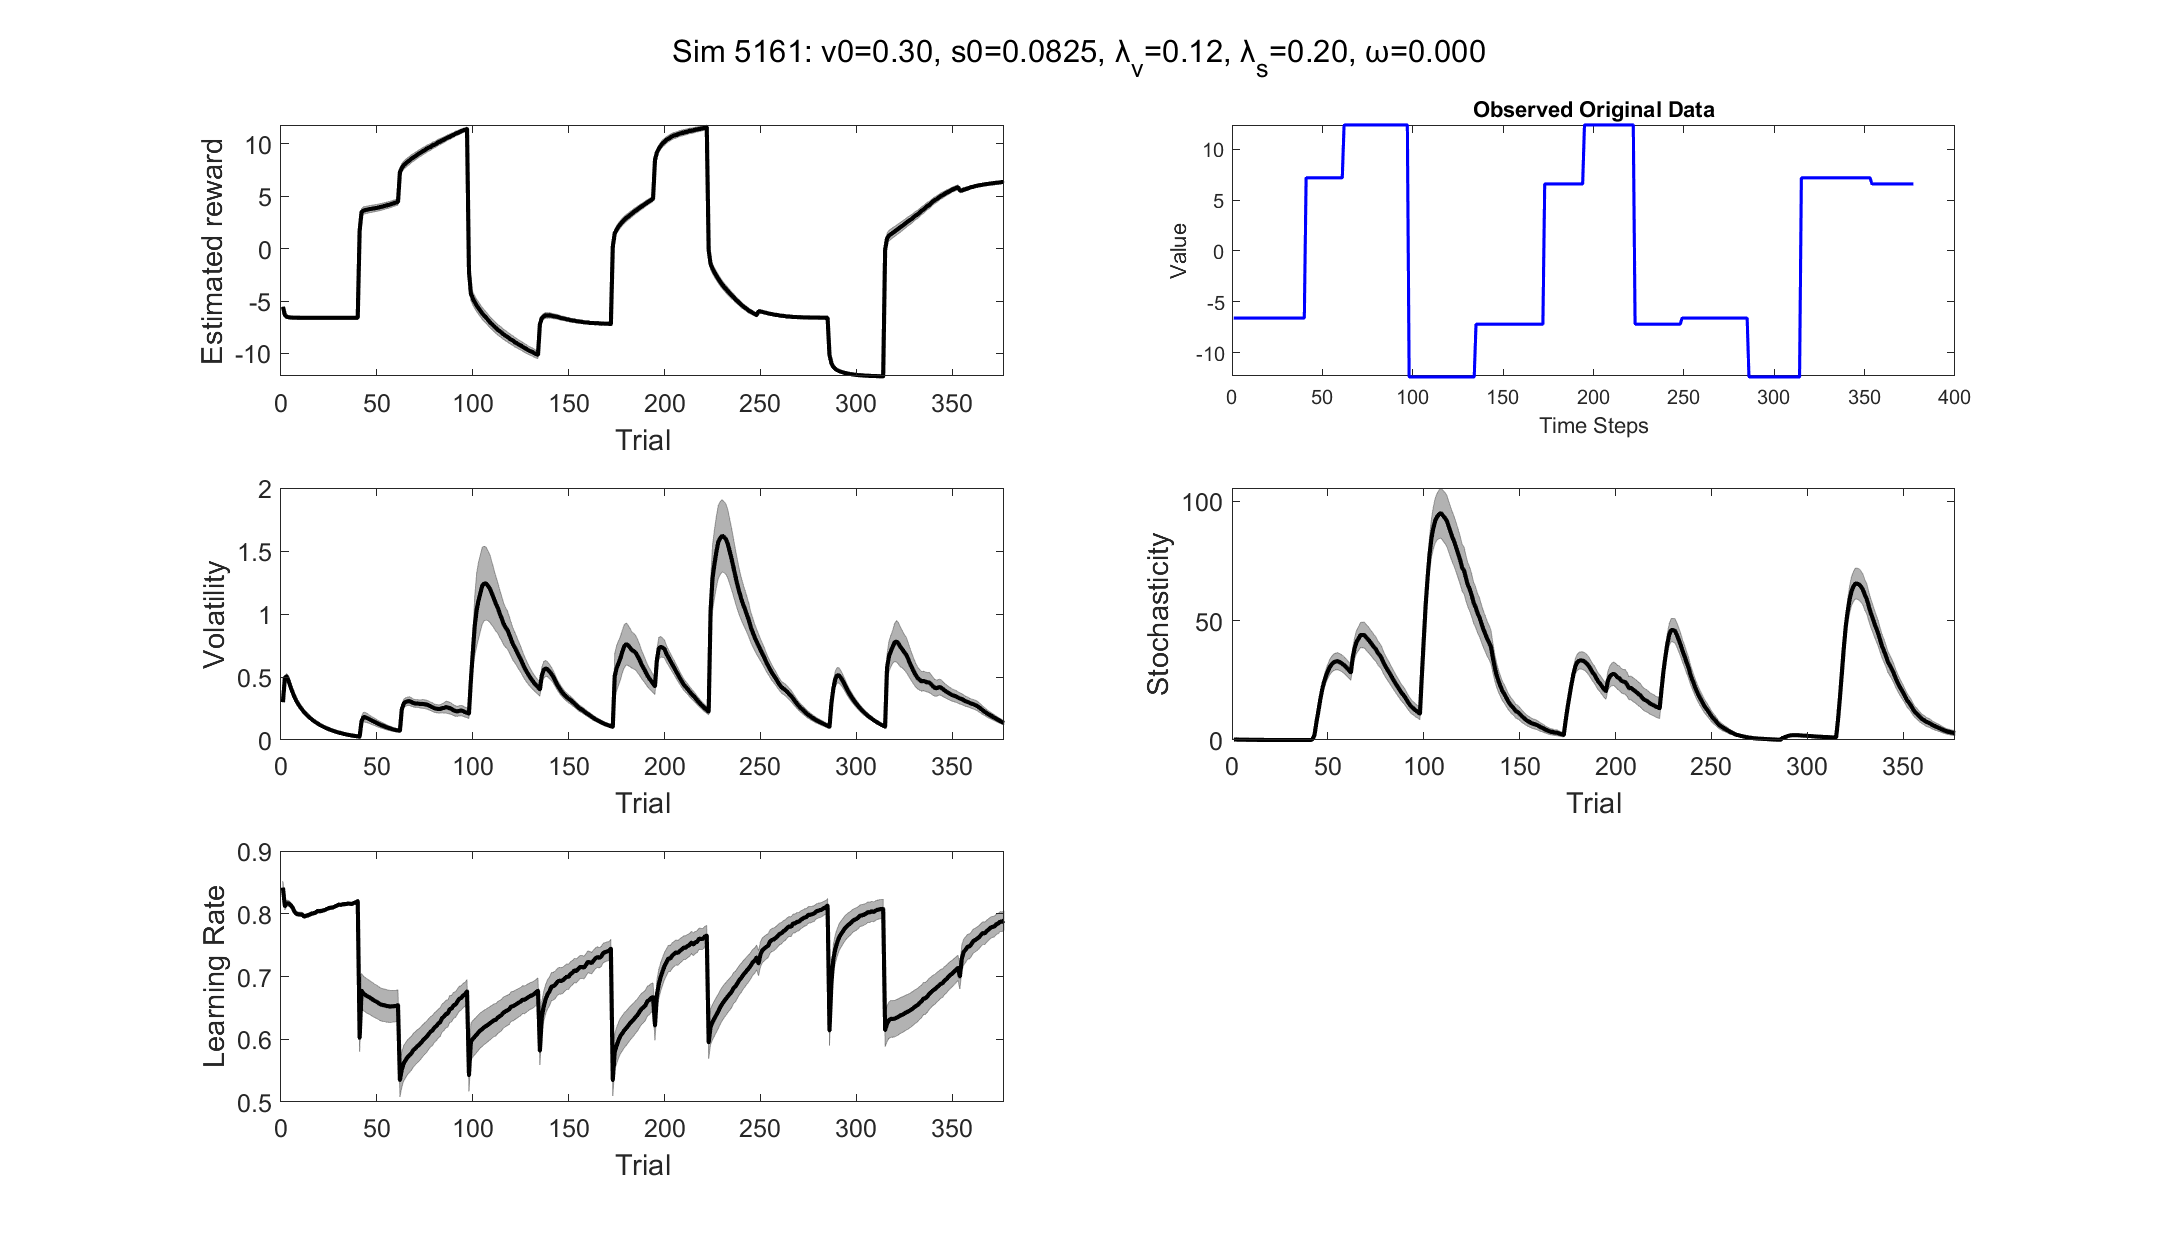 Sim 5161: v0=0.30, s0=0.0825, λ_v=0.12, λ_s=0.20, ω=0.000
Estimated reward
10
5
0
-5
-10
0 50 100 150 200 250 300 350
Trial
Observed Original Data
Value
10
5
0
-5
-10
0 50 100 150 200 250 300 350 400
Time Steps
Volatility
2
1.5
1
0.5
0
0 50 100 150 200 250 300 350
Trial
Stochasticity
100
50
0
0 50 100 150 200 250 300 350
Trial
Learning Rate
0.9
0.8
0.7
0.6
0.5
0 50 100 150 200 250 300 350
Trial